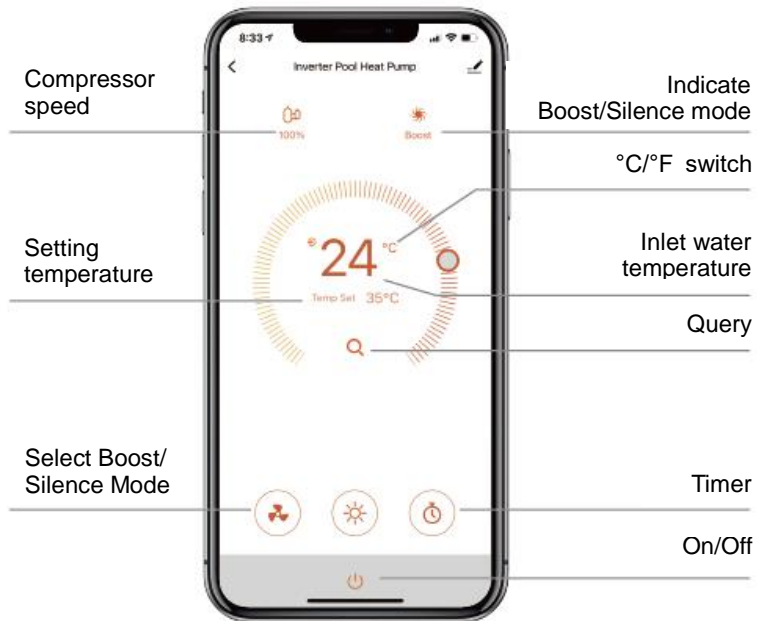 8:33
Inverter Pool Heat Pump
Compressor
speed
Indicate
Boost/Silence mode
100%
Boost
°C/°F switch
Setting
temperature
24 °C
Inlet water
temperature
Temp Set 35°C
Query
Select Boost/
Silence Mode
Timer
On/Off